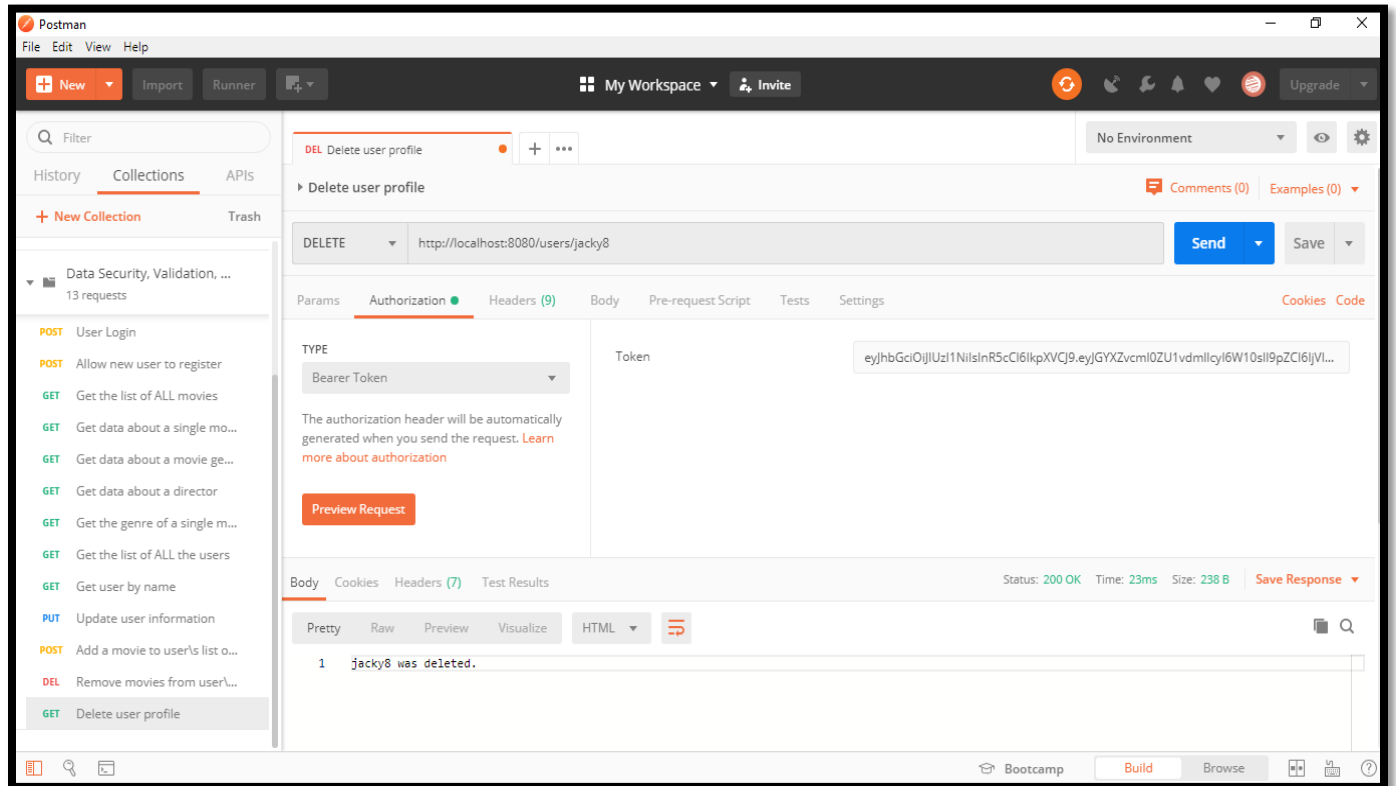 Postman
File Edit View Help
New Import Runner My Workspace Invite Upgrade
Filter
History Collections APIs
+ New Collection Trash
Data Security, Validation, ...
13 requests
POST User Login
POST Allow new user to register
GET Get the list of ALL movies
GET Get data about a single mo...
GET Get data about a movie ge...
GET Get data about a director
GET Get the genre of a single m...
GET Get the list of ALL the users
GET Get user by name
PUT Update user information
POST Add a movie to user\s list o...
DEL Remove movies from user\...
GET Delete user profile
DEL Delete user profile
No Environment
Delete user profile
Comments (0) Examples (0)
DELETE http://localhost:8080/users/jacky8 Send Save
Params Authorization Headers (9) Body Pre-request Script Tests Settings Cookies Code
TYPE
Bearer Token
The authorization header will be automatically
generated when you send the request. Learn
more about authorization
Preview Request
Token
Body Cookies Headers (7) Test Results Status: 200 OK Time: 23ms Size: 238 B Save Response
Pretty Raw Preview Visualize HTML
1 jacky8 was deleted.
Bootcamp Build Browse